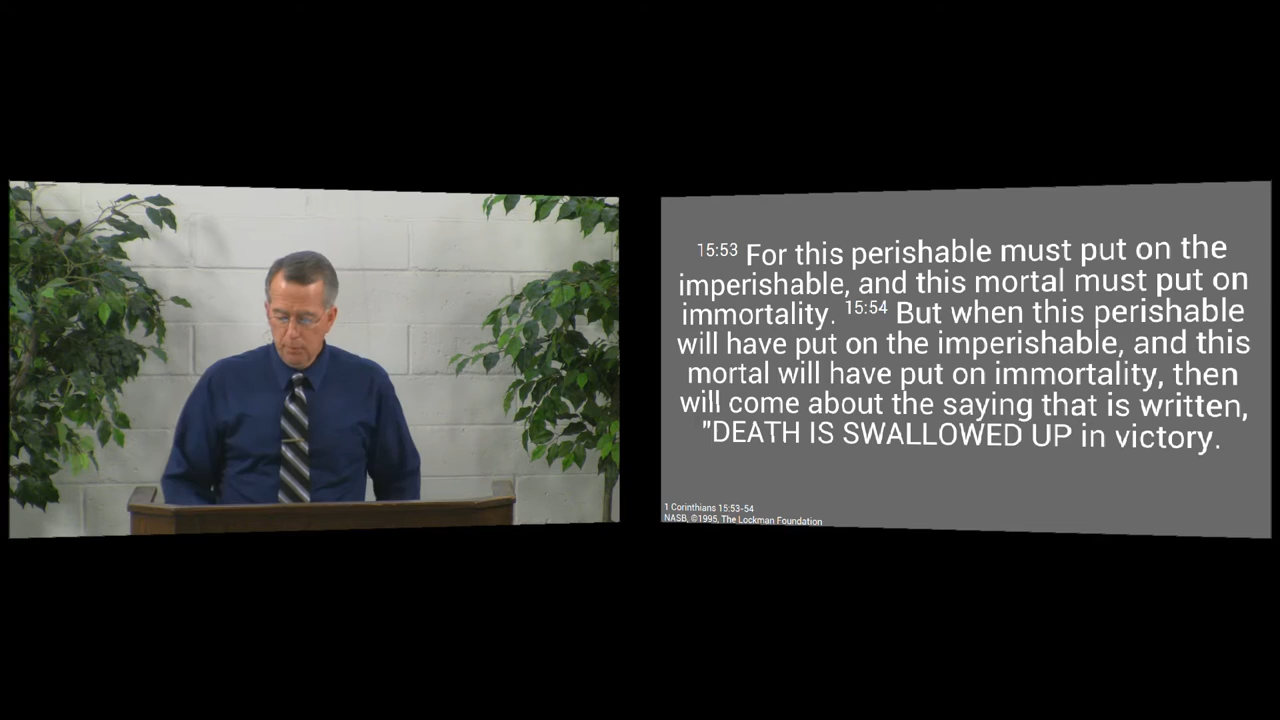 15:53 For this perishable must put on the
imperishable, and this mortal must put on
immortality. 15:54 But when this perishable
will have put on the imperishable, and this
mortal will have put on immortality, then
will come about the saying that is written,
"DEATH IS SWALLOWED UP in victory.
1 Corinthians 15:53-54
NASB, ©1995, The Lockman Foundation